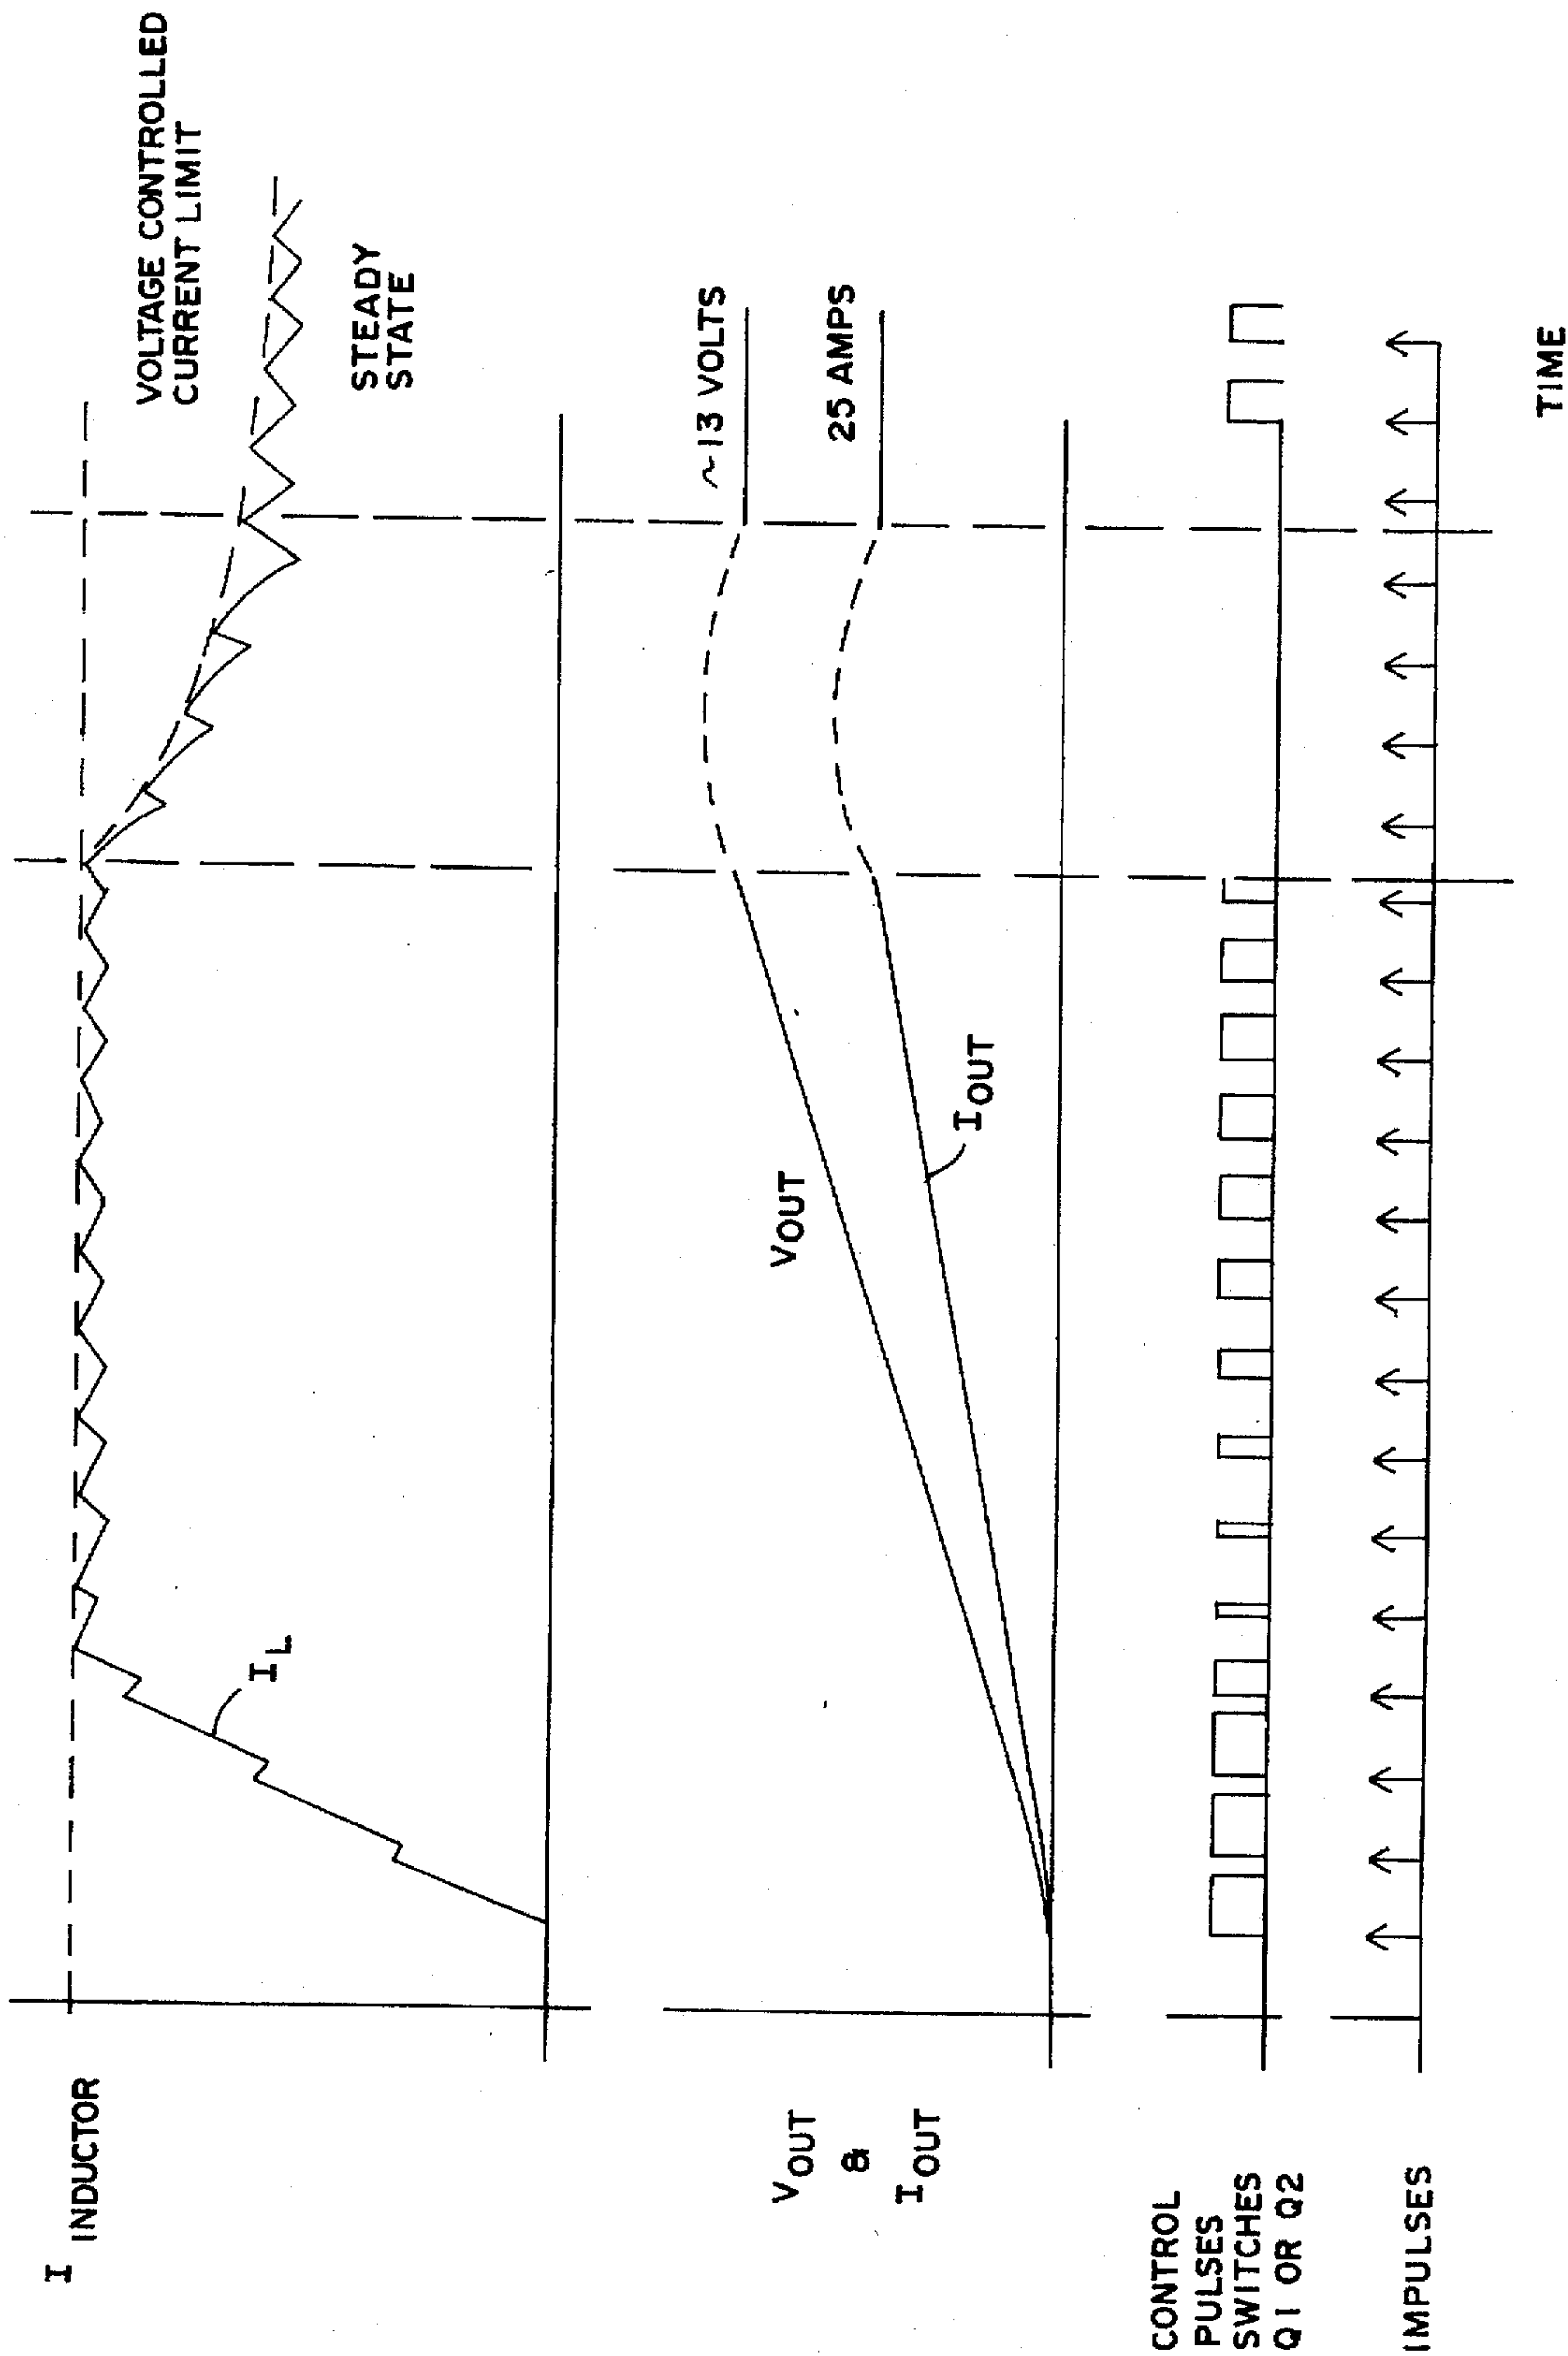 I INDUCTOR
I L
VOLTAGE CONTROLLED
CURRENT LIMIT
STEADY
STATE
VOUT
&
IOUT
VOUT
IOUT
~13 VOLTS
25 AMPS
CONTROL
PULSES
SWITCHES
Q1 OR Q2
IMPULSES
TIME